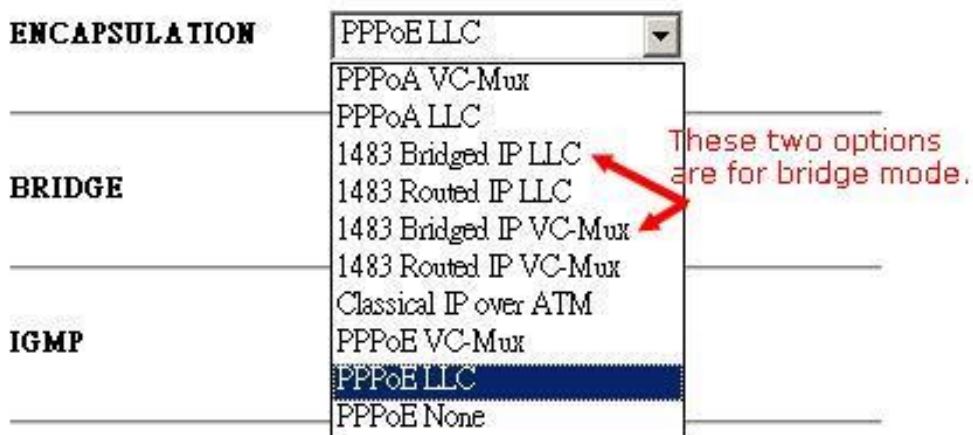 ENCAPSULATION
PPPoE LLC
PPPoA VC-Mux
PPPoA LLC
1483 Bridged IP LLC
These two options
are for bridge mode.
BRIDGE
1483 Routed IP LLC
1483 Bridged IP VC-Mux
1483 Routed IP VC-Mux
Classical IP over ATM
IGMP
PPPoE VC-Mux
PPPoE LLC
PPPoE None